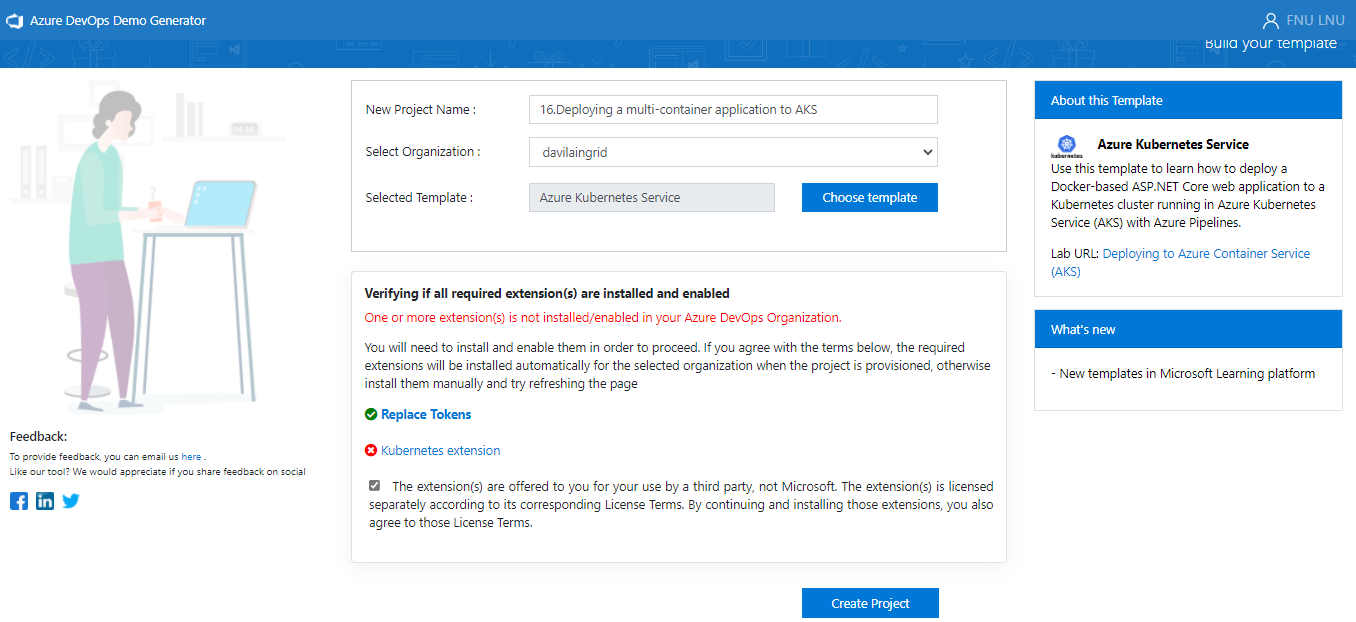 Azure DevOps Demo Generator
FNU LNU
Build your template
New Project Name :
16.Deploying a multi-container application to AKS
Select Organization :
davilaingrid
Selected Template :
Azure Kubernetes Service
Choose template
Verifying if all required extension(s) are installed and enabled
One or more extension(s) is not installed/enabled in your Azure DevOps Organization.
You will need to install and enable them in order to proceed. If you agree with the terms below, the required
extensions will be installed automatically for the selected organization when the project is provisioned, otherwise
install them manually and try refreshing the page
Replace Tokens
Kubernetes extension
The extension(s) are offered to you for your use by a third party, not Microsoft. The extension(s) is licensed
separately according to its corresponding License Terms. By continuing and installing those extensions, you also
agree to those License Terms.
Create Project
About this Template
kubernetes
Azure Kubernetes Service
Use this template to learn how to deploy a
Docker-based ASP.NET Core web application to a
Kubernetes cluster running in Azure Kubernetes
Service (AKS) with Azure Pipelines.
Lab URL: Deploying to Azure Container Service
(AKS)
What's new
- New templates in Microsoft Learning platform
Feedback:
To provide feedback, you can email us here .
Like our tool? We would appreciate if you share feedback on social